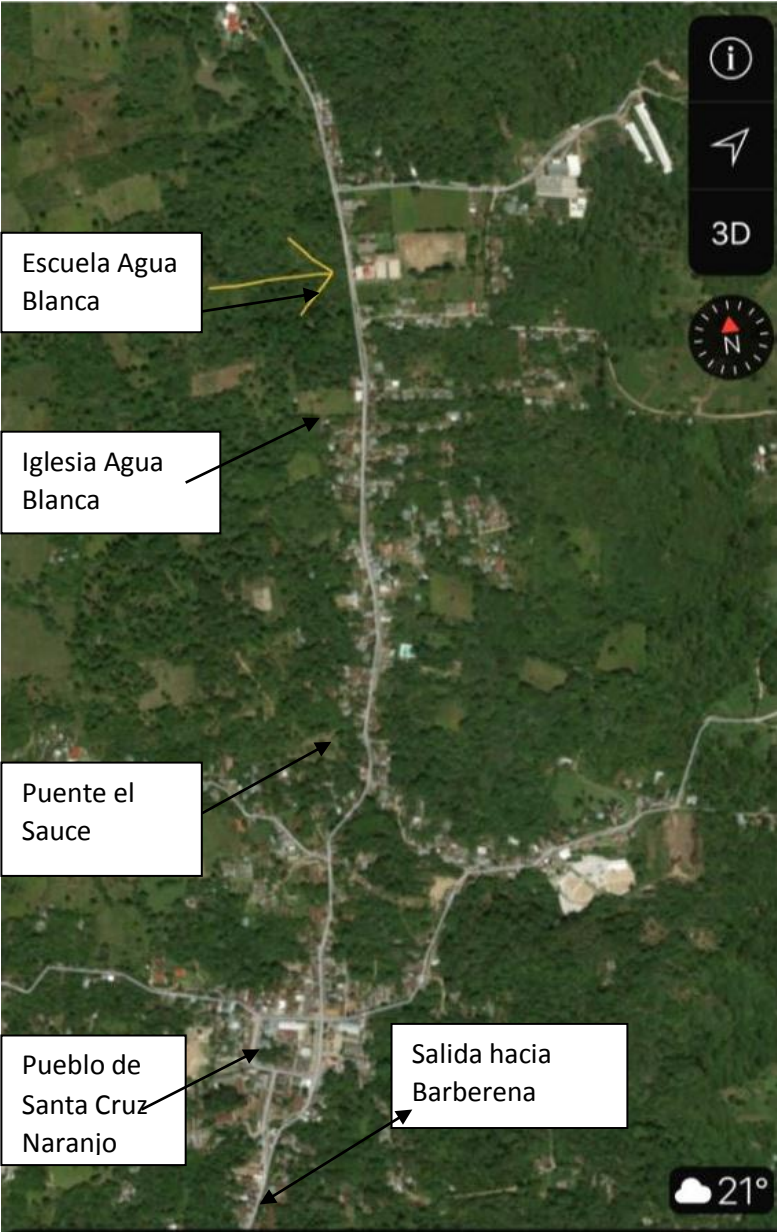 3D
N
Escuela Agua
Blanca
Iglesia Agua
Blanca
Puente el
Sauce
Pueblo de
Santa Cruz
Naranjo
Salida hacia
Barberena
21°